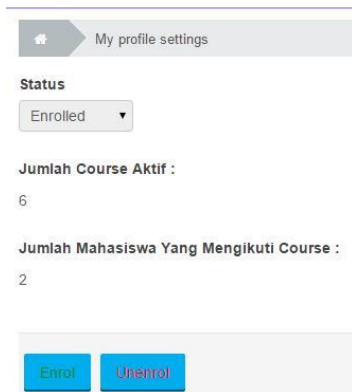 My profile settings
Status
Enrolled
Jumlah Course Aktif :
6
Jumlah Mahasiswa Yang Mengikuti Course :
2
Enrol Unenrol